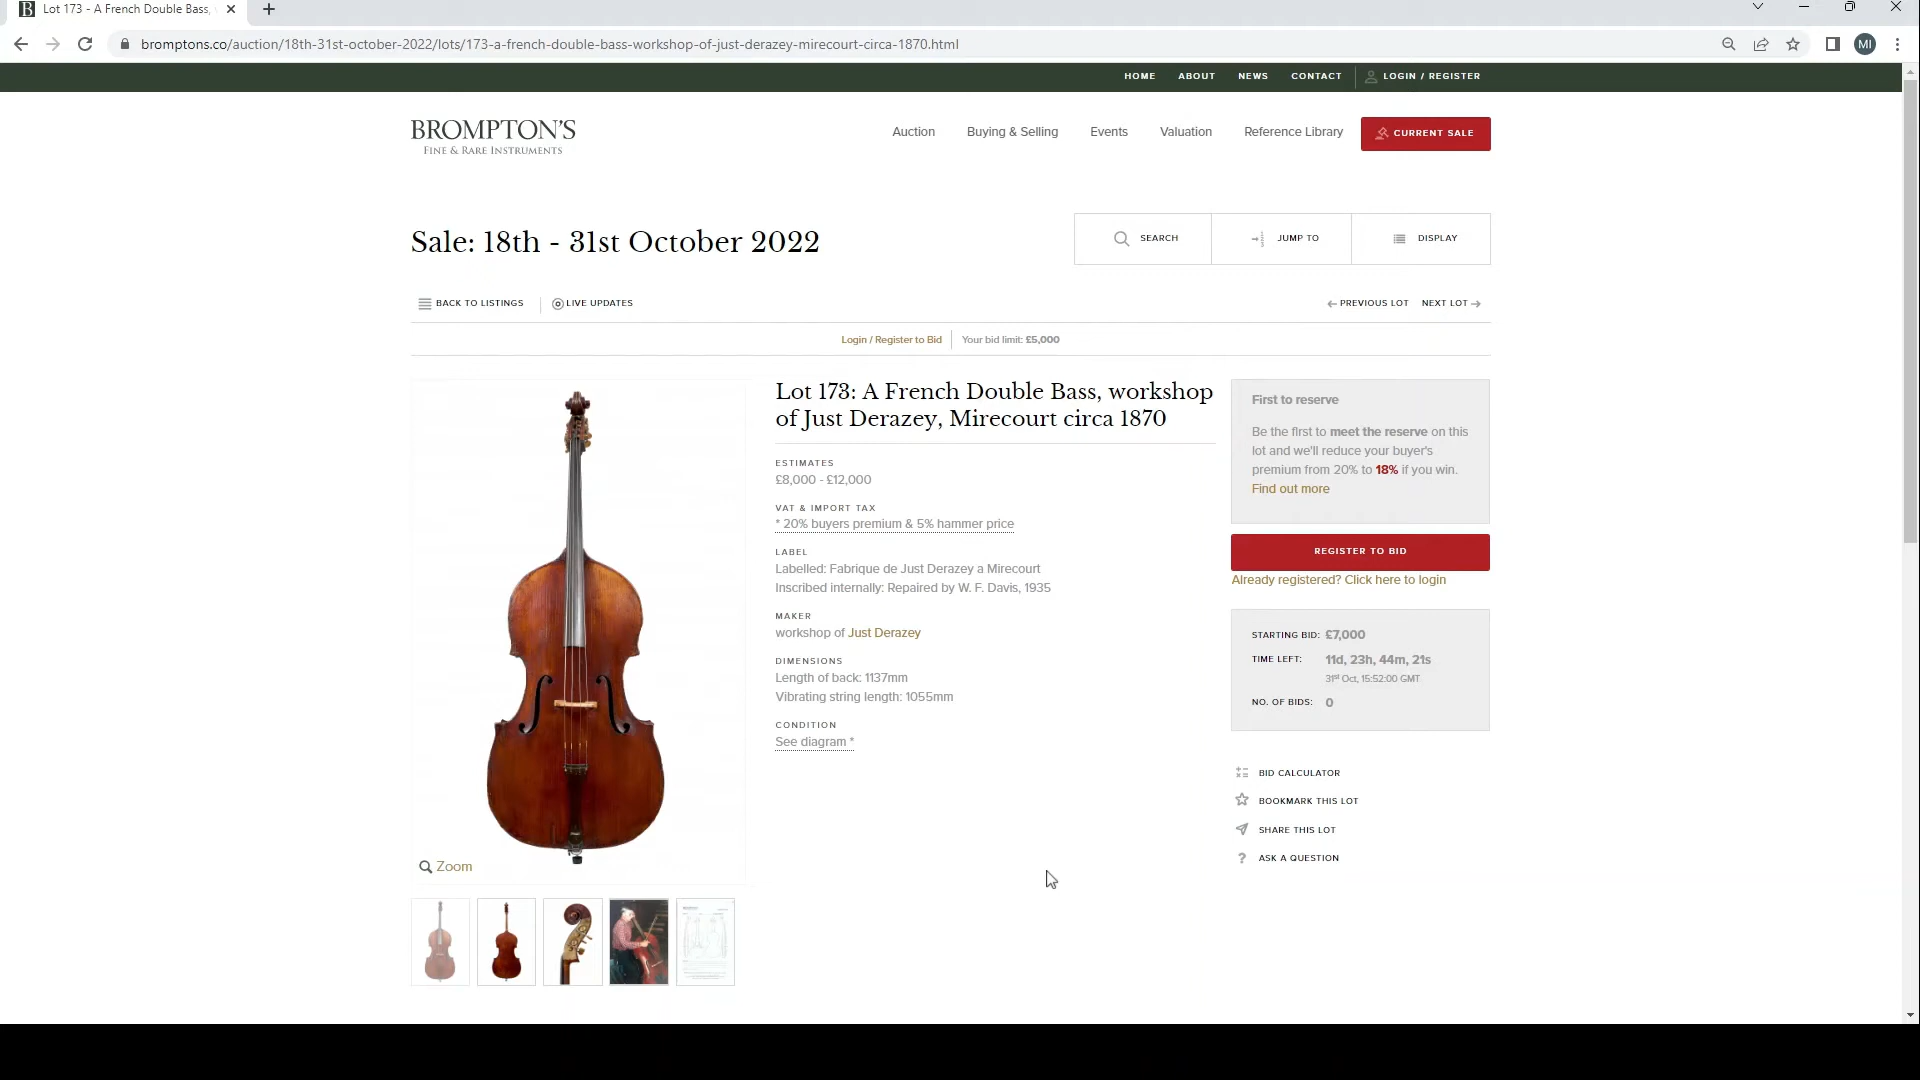 Lot 173 - A French Double Bass,
bromptons.co/auction/18th-31st-october-2022/lots/173-a-french-double-bass-workshop-of-just-derazey-mirecourt-circa-1870.html
MI
HOME ABOUT NEWS CONTACT LOGIN / REGISTER
BROMPTON'S
FINE & RARE INSTRUMENTS
Auction Buying & Selling Events Valuation Reference Library CURRENT SALE
Sale: 18th - 31st October 2022
SEARCH JUMP TO DISPLAY
BACK TO LISTINGS LIVE UPDATES
PREVIOUS LOT NEXT LOT
Login / Register to Bid Your bid limit: £5,000
Lot 173: A French Double Bass, workshop
of Just Derazey, Mirecourt circa 1870
ESTIMATES
£8,000 - £12,000
VAT & IMPORT TAX
* 20% buyers premium & 5% hammer price
LABEL
Labelled: Fabrique de Just Derazey a Mirecourt
Inscribed internally: Repaired by W. F. Davis, 1935
MAKER
workshop of Just Derazey
DIMENSIONS
Length of back: 1137mm
Vibrating string length: 1055mm
CONDITION
See diagram *
Zoom
First to reserve
Be the first to meet the reserve on this
lot and we'll reduce your buyer's
premium from 20% to 18% if you win.
Find out more
REGISTER TO BID
Already registered? Click here to login
STARTING BID: £7,000
TIME LEFT: 11d, 23h, 44m, 21s
31st Oct, 15:52:00 GMT
NO. OF BIDS: 0
BID CALCULATOR
BOOKMARK THIS LOT
SHARE THIS LOT
ASK A QUESTION